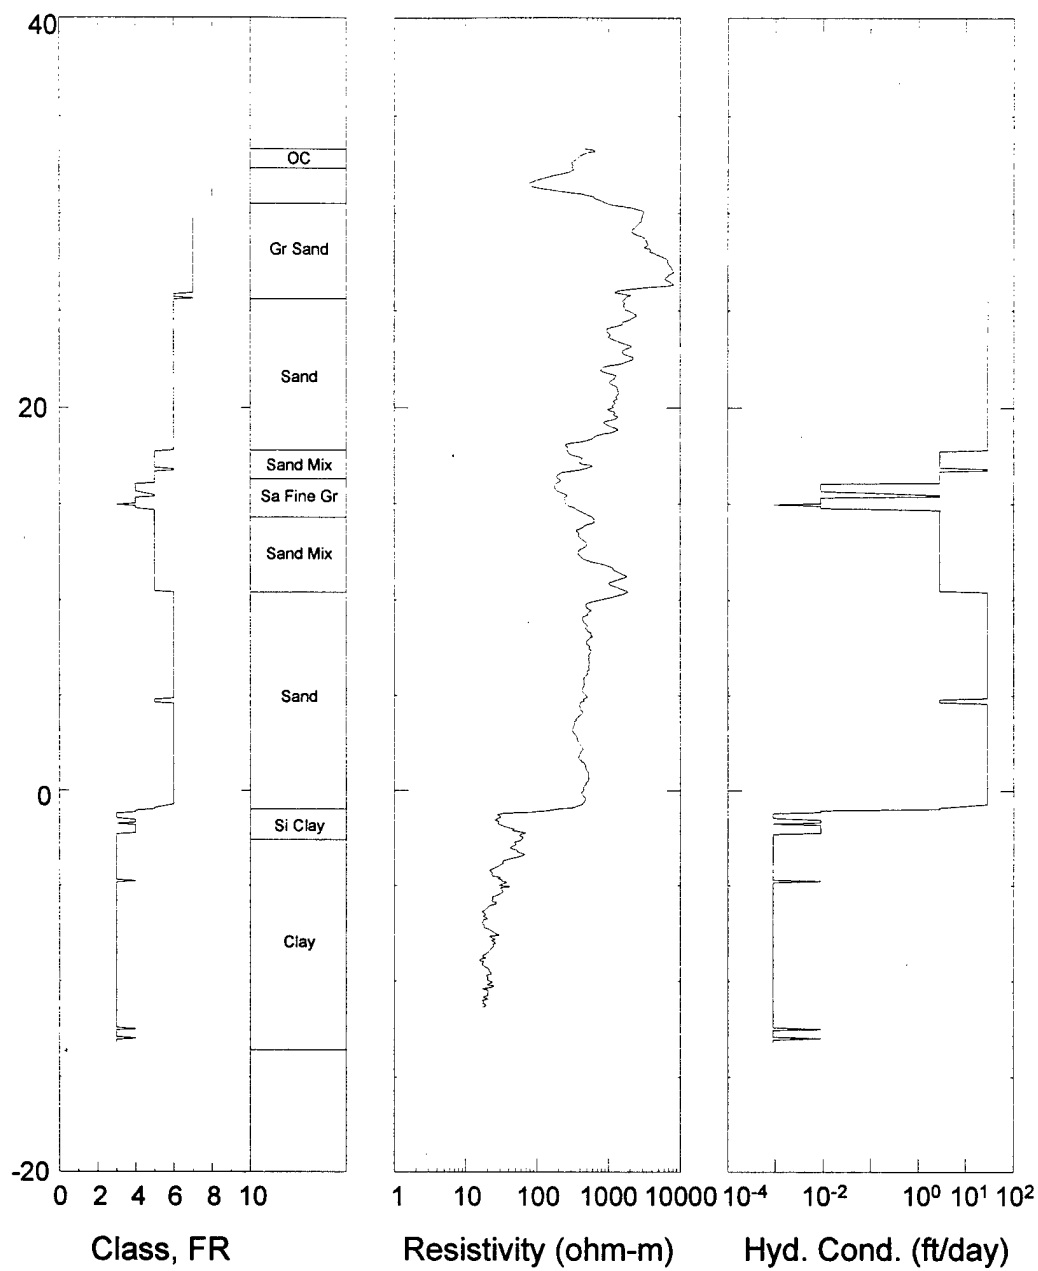 40
20
0
-20
OC
Gr Sand
Sand
Sand Mix
Sa Fine Gr
Sand Mix
Sand
Si Clay
Clay
0 2 4 6 8 10
1 10 100 1000 10000
10-4 10-2 100 101 102
Class, FR
Resistivity (ohm-m)
Hyd. Cond. (ft/day)